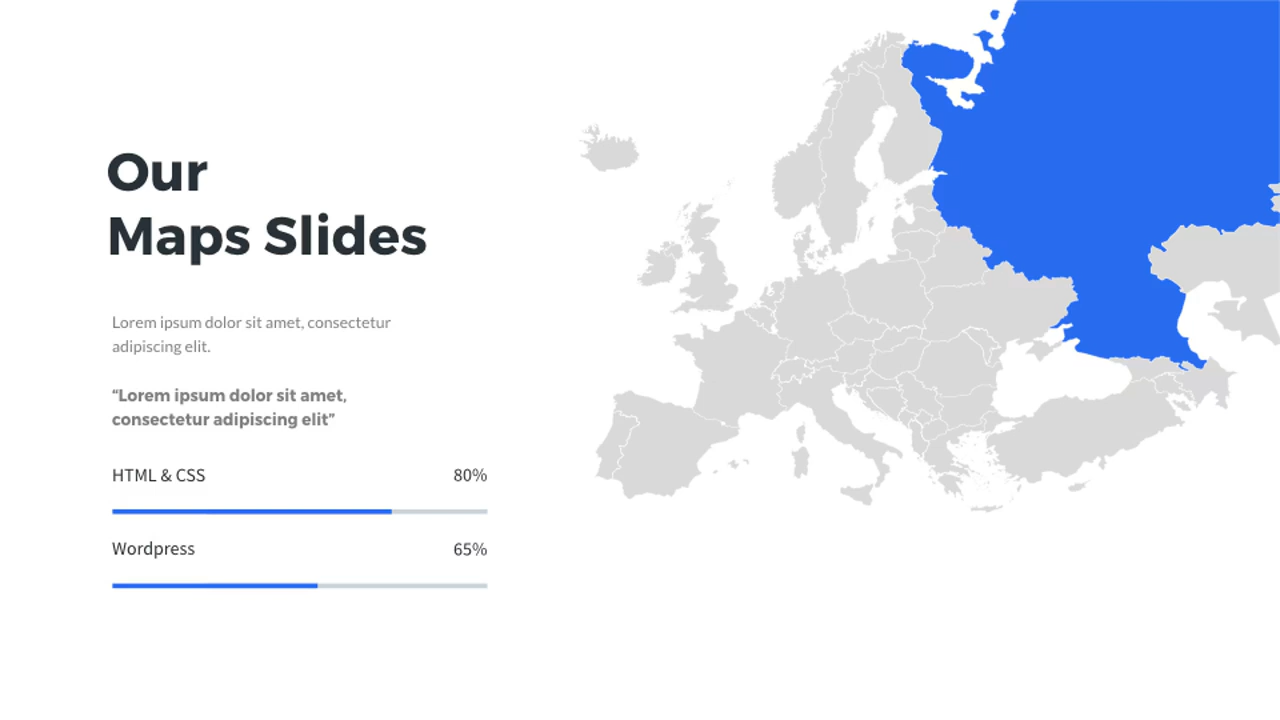 Our
Maps Slides
Lorem ipsum dolor sit amet, consectetur
adipiscing elit.
“Lorem ipsum dolor sit amet,
consectetur adipiscing elit”
HTML & CSS 80%
Wordpress 65%